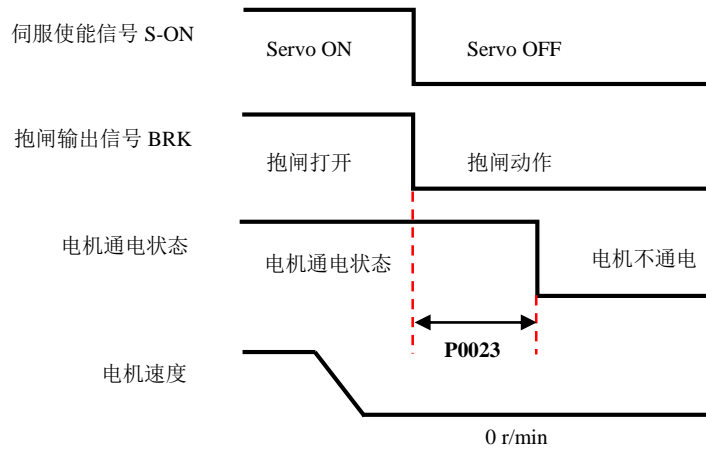 伺服使能信号 S-ON
Servo ON
Servo OFF
抱闸输出信号 BRK
抱闸打开
抱闸动作
电机通电状态
电机通电状态
电机不通电
P0023
电机速度
0 r/min